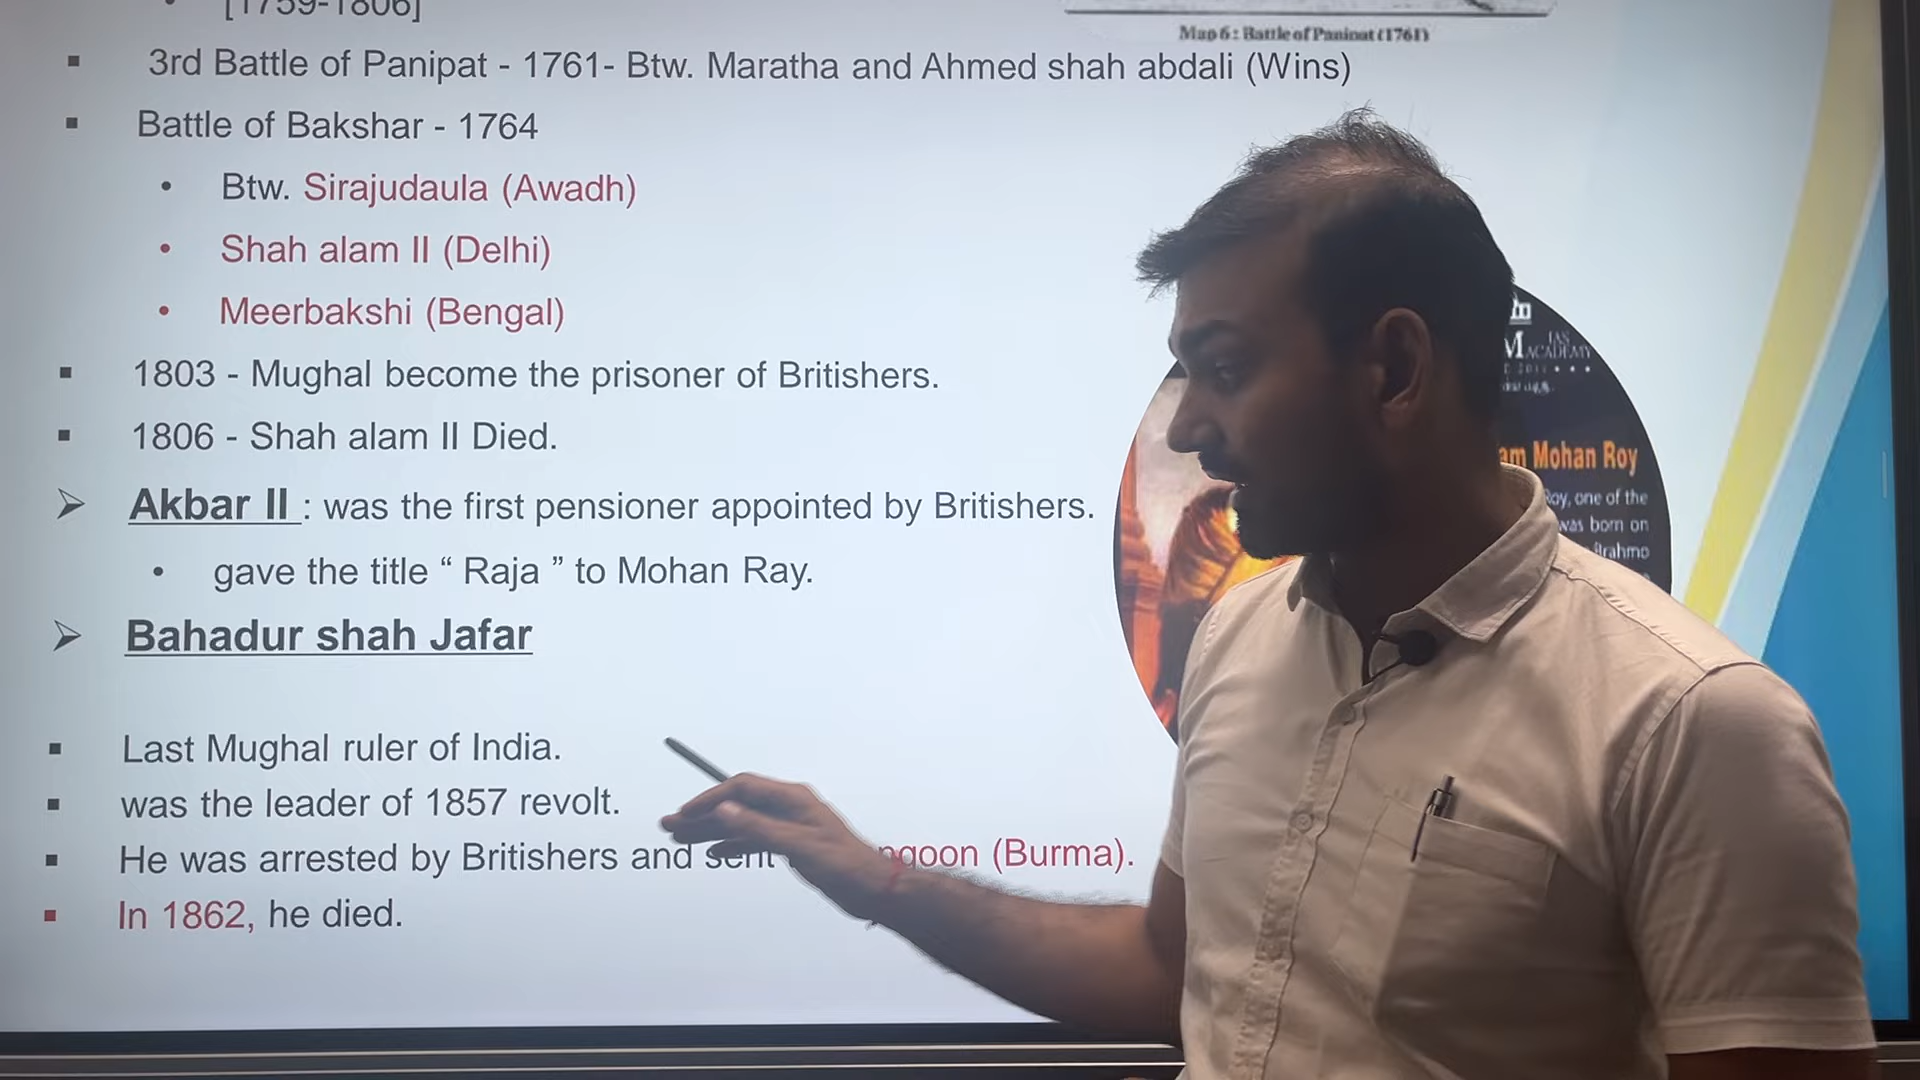 [1759-1806]
Map 6 : Battle of Panipat (1761)
3rd Battle of Panipat - 1761- Btw. Maratha and Ahmed shah abdali (Wins)
Battle of Bakshar - 1764
Btw. Sirajudaula (Awadh)
Shah alam II (Delhi)
Meerbakshi (Bengal)
1803 - Mughal become the prisoner of Britishers.
1806 - Shah alam II Died.
Akbar II : was the first pensioner appointed by Britishers.
gave the title “ Raja ” to Mohan Ray.
Bahadur shah Jafar
Last Mughal ruler of India.
was the leader of 1857 revolt.
He was arrested by Britishers and sent ngoon (Burma).
In 1862, he died.
IAS
ACADEMY
am Mohan Roy
Roy, one of the
was born on
Brahmo